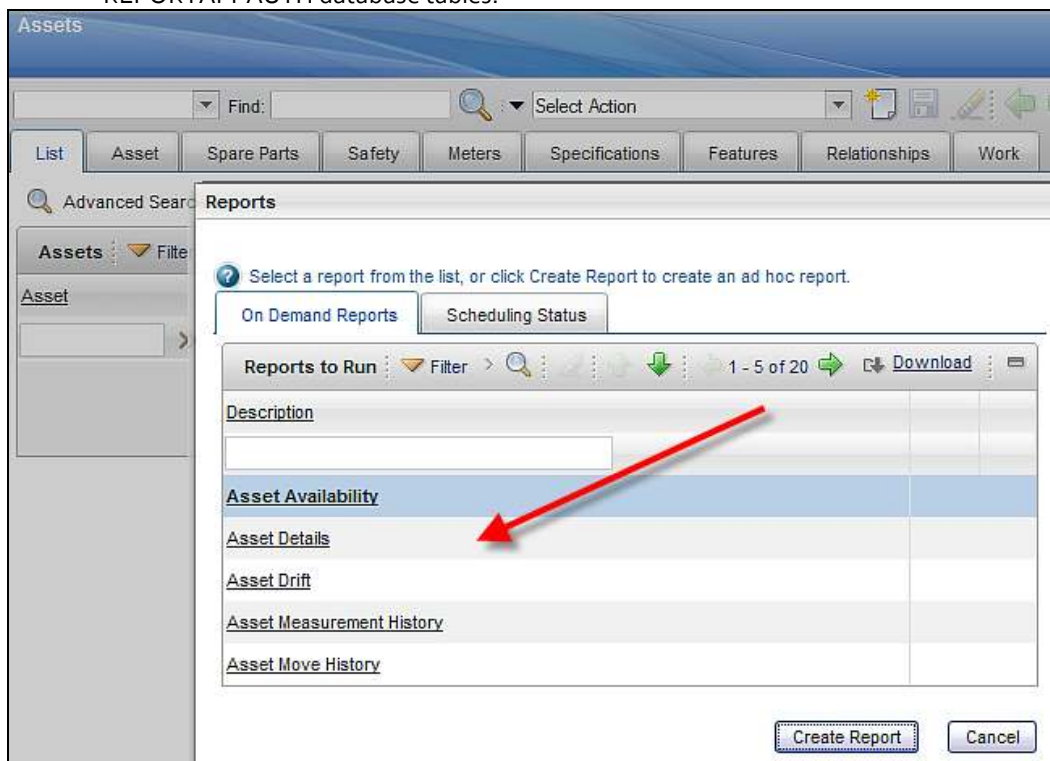 REPORTAPPAUTH database tables.
Assets
Find: Select Action
List Asset Spare Parts Safety Meters Specifications Features Relationships Work
Advanced Searc
Reports
Assets Filte
Select a report from the list, or click Create Report to create an ad hoc report.
Asset
On Demand Reports Scheduling Status
Reports to Run Filter 1 - 5 of 20 Download
Description
Asset Availability
Asset Details
Asset Drift
Asset Measurement History
Asset Move History
Create Report Cancel